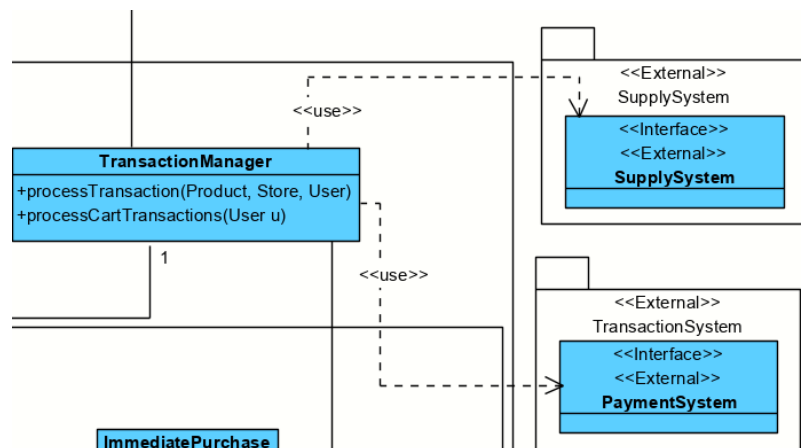 <<External>>
SupplySystem
<<use>>
<<Interface>>
<<External>>
SupplySystem
TransactionManager
+processTransaction(Product, Store, User)
+processCartTransactions(User u)
1
<<use>>
<<External>>
TransactionSystem
<<Interface>>
<<External>>
PaymentSystem
ImmediatePurchase